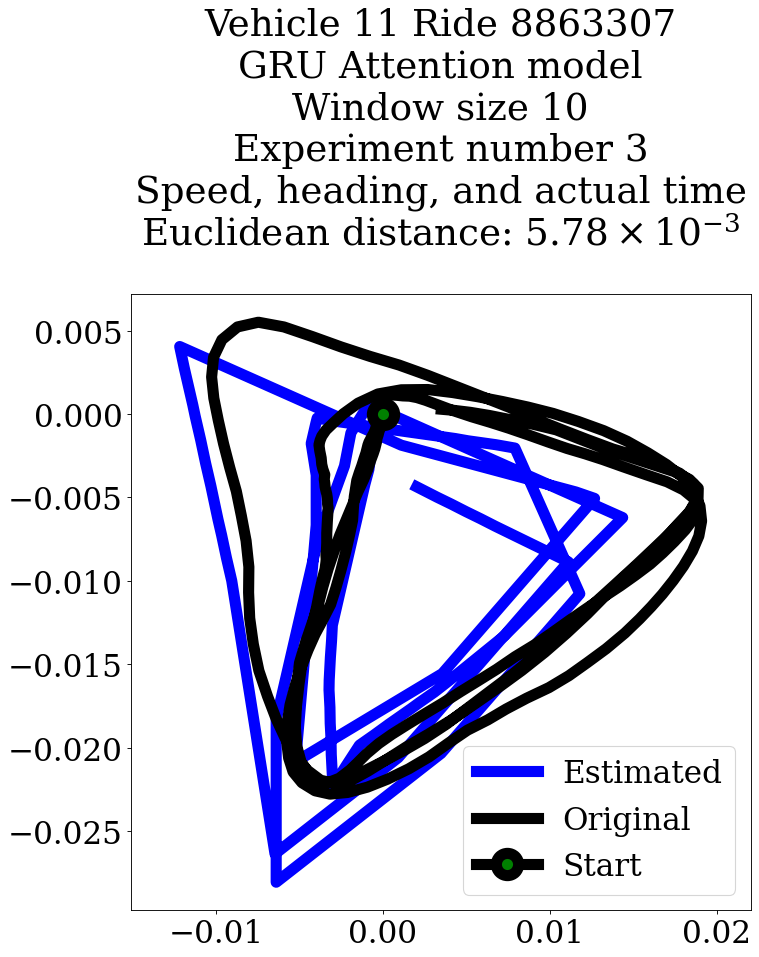 Vehicle 11 Ride 8863307
GRU Attention model
Window size 10
Experiment number 3
Speed, heading, and actual time
Euclidean distance: 5.78 × 10⁻³
0.005
0.000
−0.005
−0.010
−0.015
−0.020
−0.025
Estimated
Original
Start
−0.01 0.00 0.01 0.02